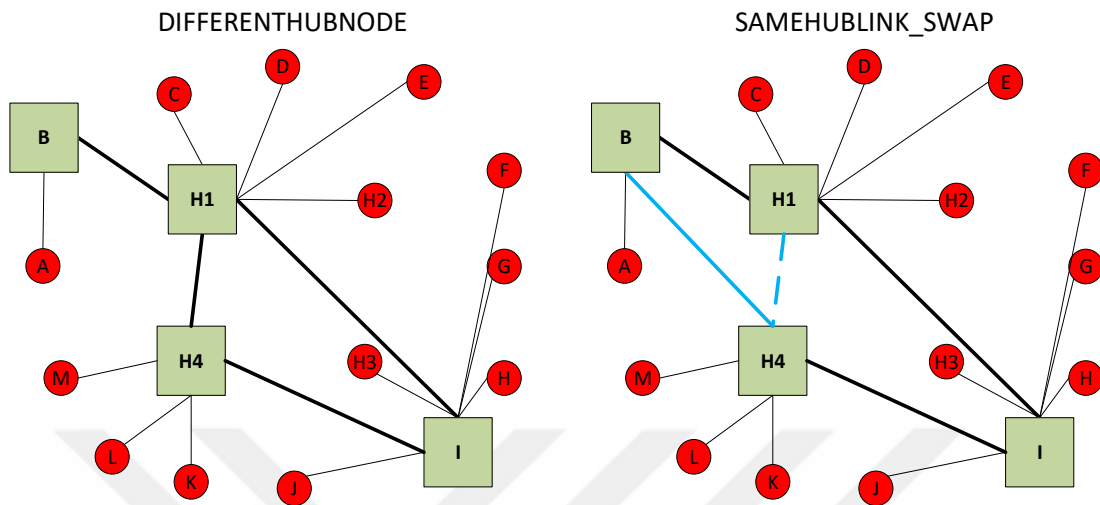 DIFFERENTHUBNODE
D
C
E
B
F
H1
H2
A
G
H4
H3
M
H
I
L
K
J
SAMEHUBLINK_SWAP
D
C
E
B
F
H1
H2
A
G
H4
H3
M
H
I
L
K
J